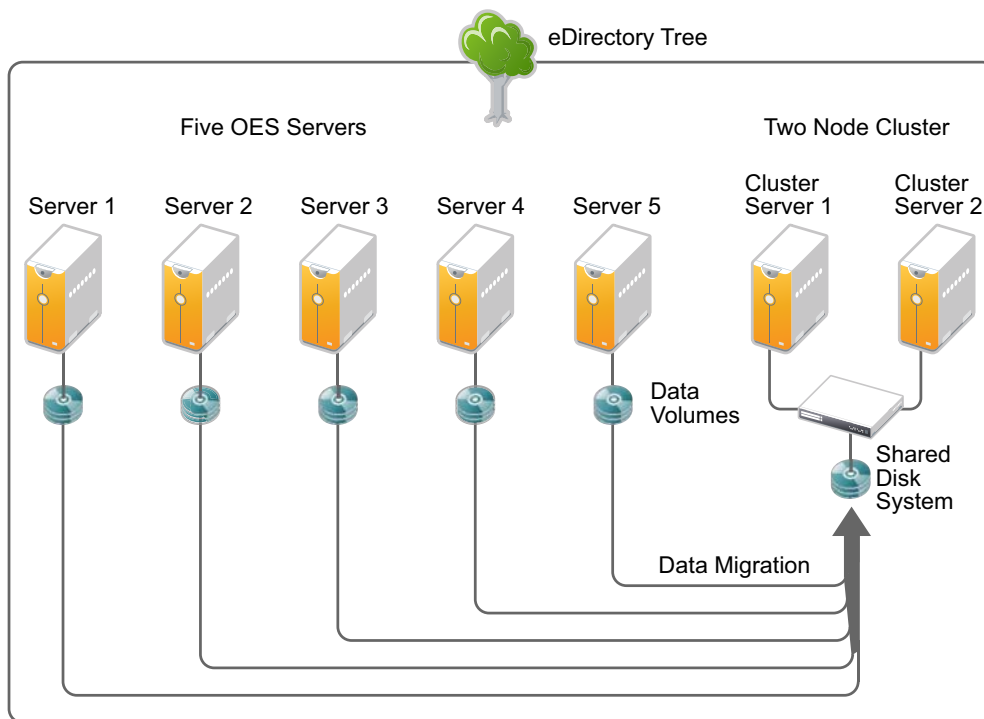 eDirectory Tree
Five OES Servers
Two Node Cluster
Server 1
Server 2
Server 3
Server 4
Server 5
Cluster
Server 1
Cluster
Server 2
Data
Volumes
Shared
Disk
System
Data Migration